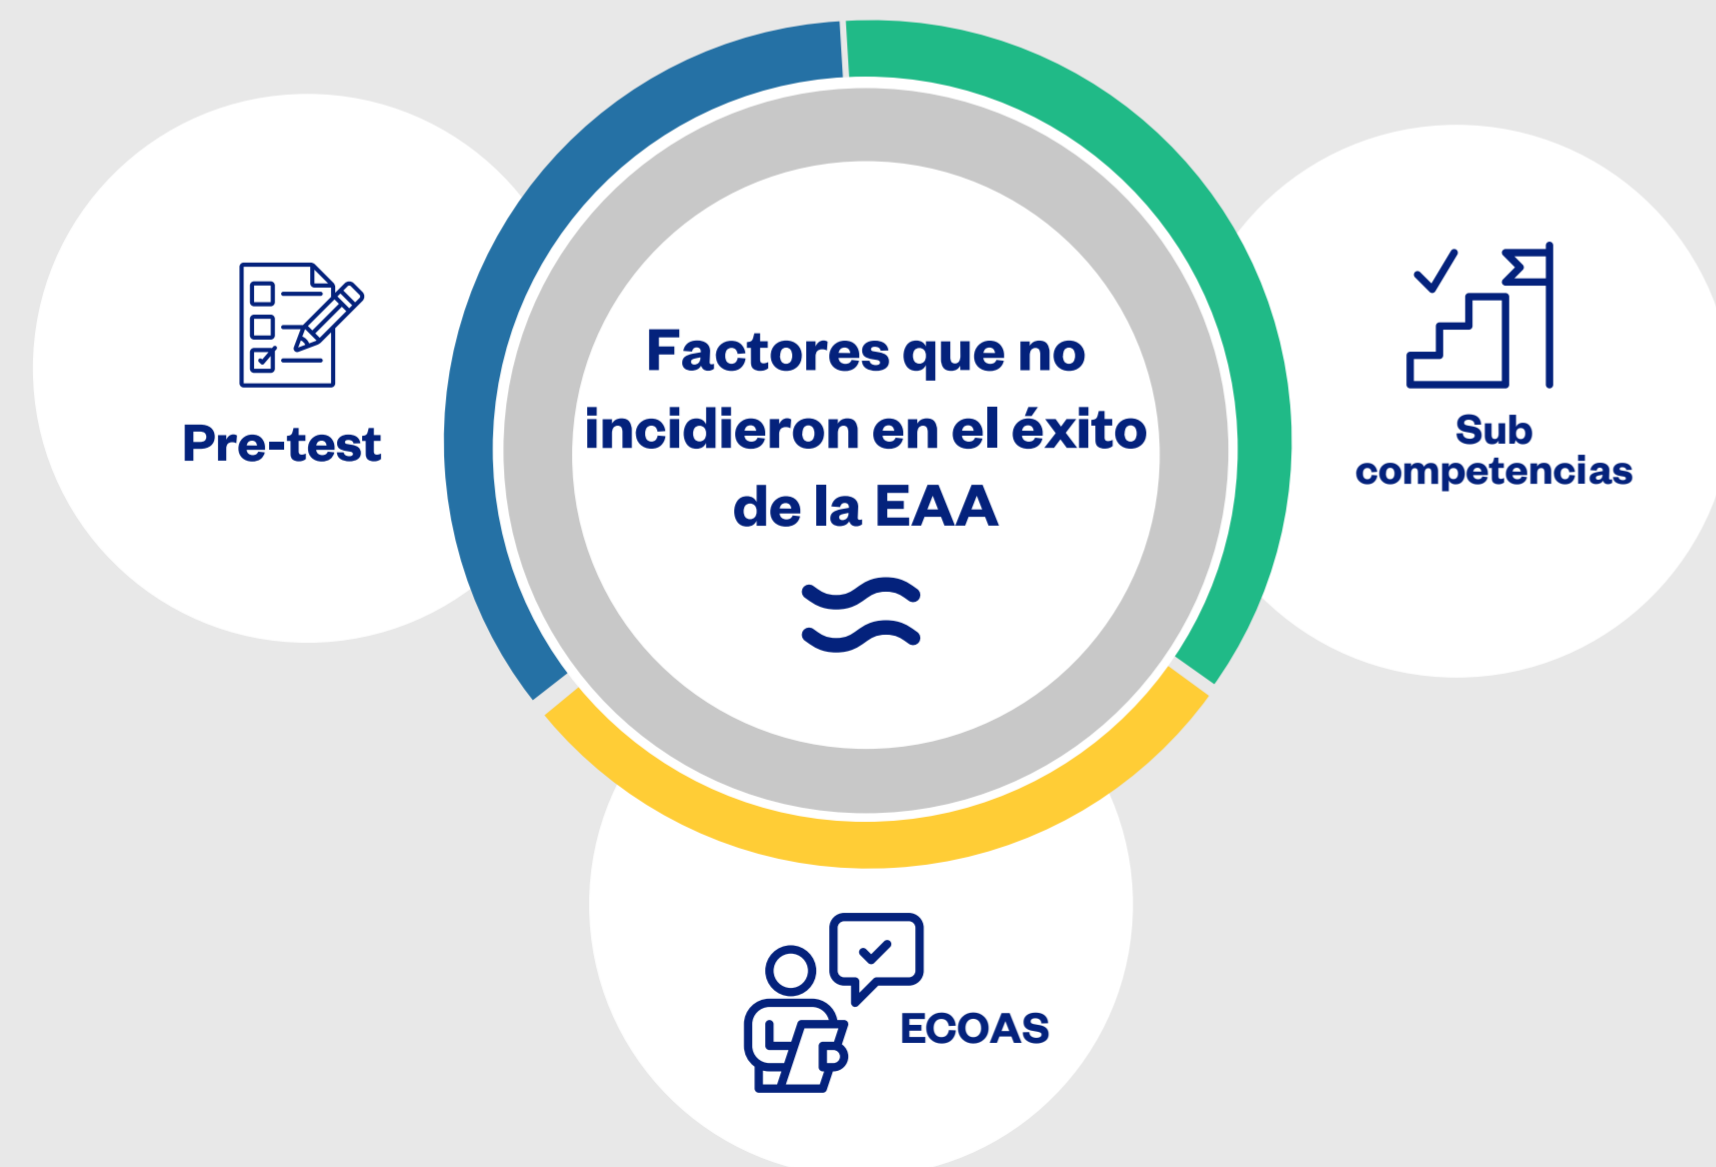 Factores que no
incidieron en el éxito
de la EAA
Pre-test
Sub
competencias
ECOAS